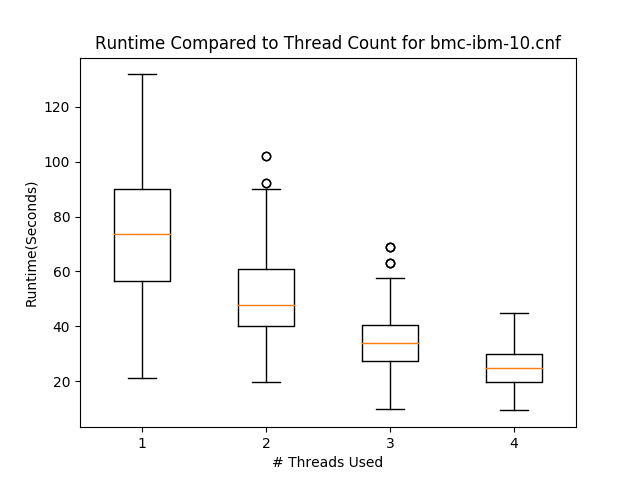 Runtime Compared to Thread Count for bmc-ibm-10.cnf
120
100
80
60
40
20
Runtime(Seconds)
1 2 3 4
# Threads Used